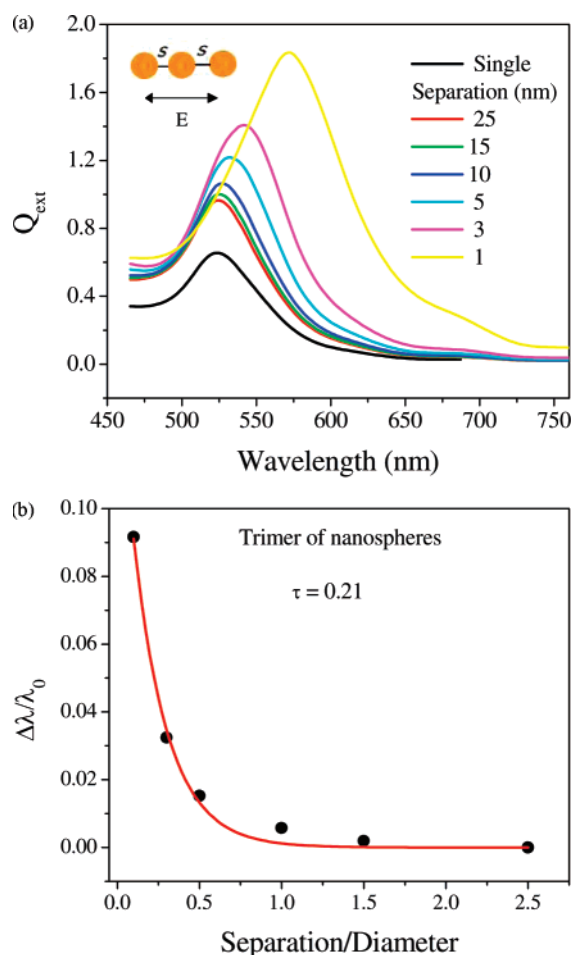 (a)
S S
E
Single
Separation (nm)
25
15
10
5
3
1
2.0
1.6
1.2
0.8
0.4
0.0
Q_ext
450 500 550 600 650 700 750
Wavelength (nm)
(b)
Trimer of nanospheres
τ = 0.21
0.10
0.08
0.06
0.04
0.02
0.00
Δλ/λ_0
0.0 0.5 1.0 1.5 2.0 2.5
Separation/Diameter